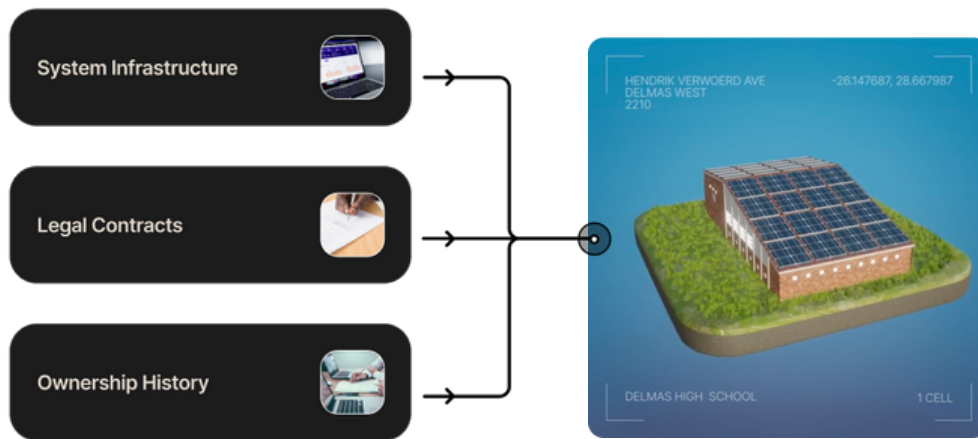 System Infrastructure
Legal Contracts
Ownership History
HENDRIK VERWOERD AVE
DELMAS WEST
2210
-26.147687, 28.667987
DELMAS HIGH SCHOOL
1 CELL